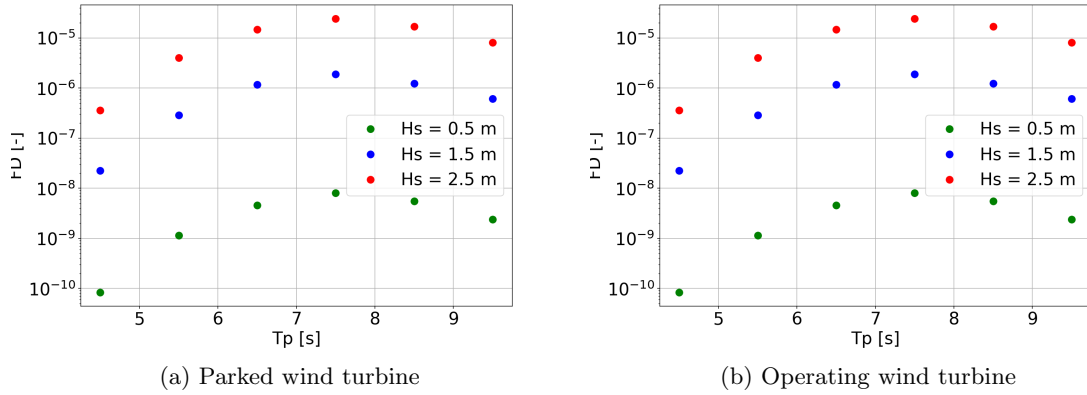 10⁻⁵
10⁻⁶
10⁻⁷
10⁻⁸
10⁻⁹
10⁻¹⁰
FD [-]
Hs = 0.5 m
Hs = 1.5 m
Hs = 2.5 m
5 6 7 8 9
Tp [s]
(a) Parked wind turbine
10⁻⁵
10⁻⁶
10⁻⁷
10⁻⁸
10⁻⁹
10⁻¹⁰
FD [-]
Hs = 0.5 m
Hs = 1.5 m
Hs = 2.5 m
5 6 7 8 9
Tp [s]
(b) Operating wind turbine